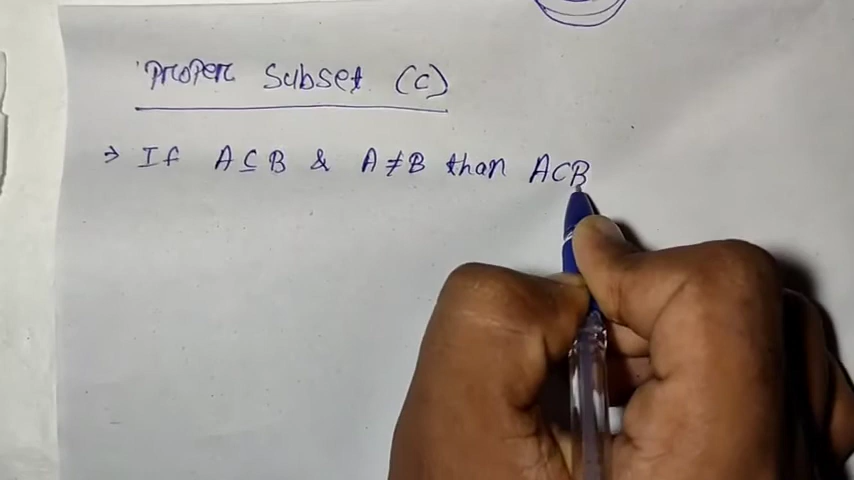 Proper Subset (⊂)
→ If A ⊆ B & A ≠ B than A⊂B